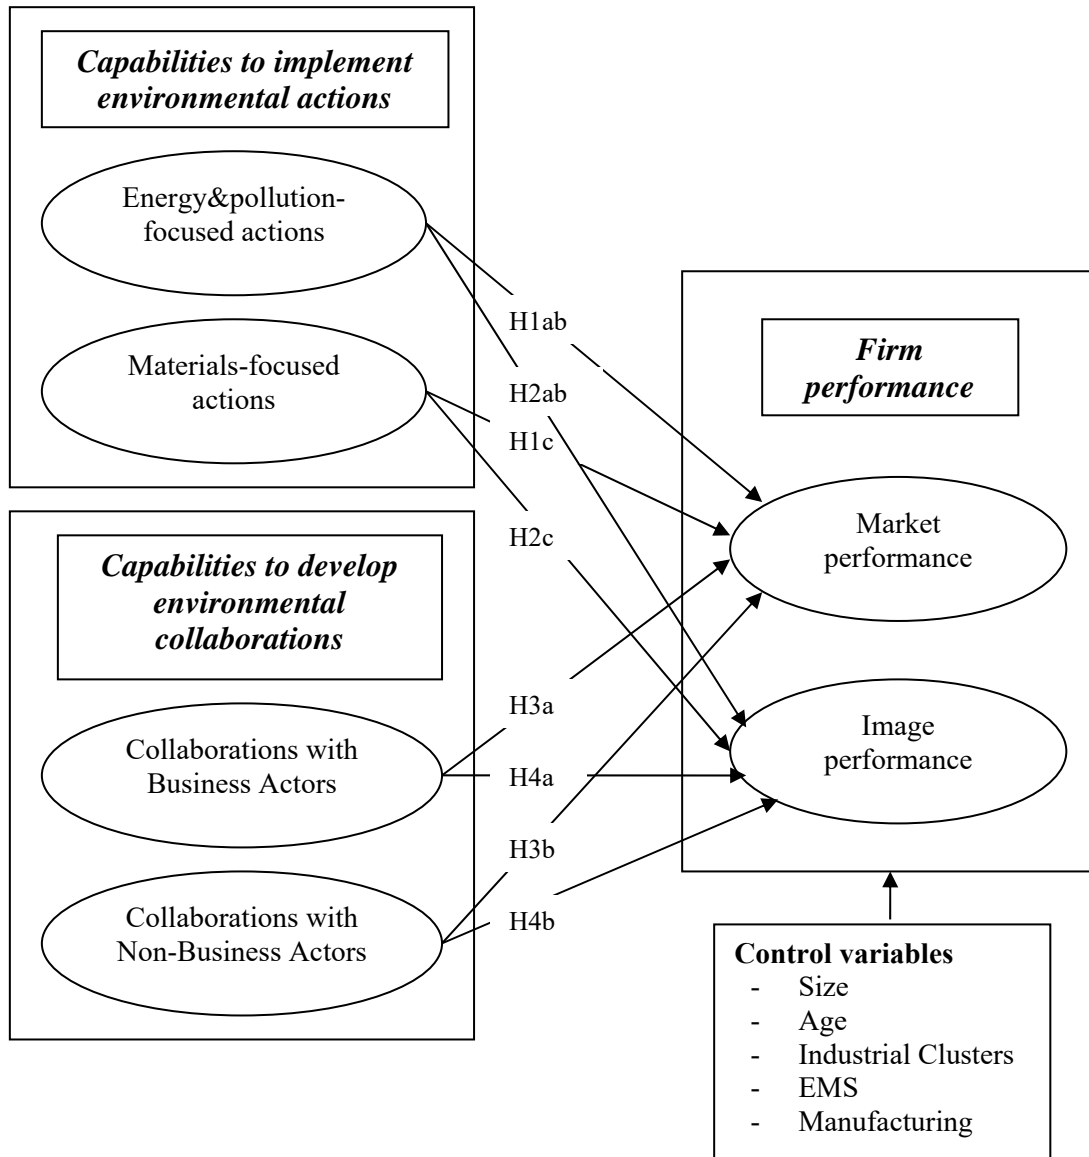 Capabilities to implement
environmental actions
Energy&pollution-
focused actions
Materials-focused
actions
Capabilities to develop
environmental
collaborations
Collaborations with
Business Actors
Collaborations with
Non-Business Actors
H1ab
H2ab
H1c
H2c
H3a
H4a
H3b
H4b
Firm
performance
Market
performance
Image
performance
Control variables
- Size
- Age
- Industrial Clusters
- EMS
- Manufacturing